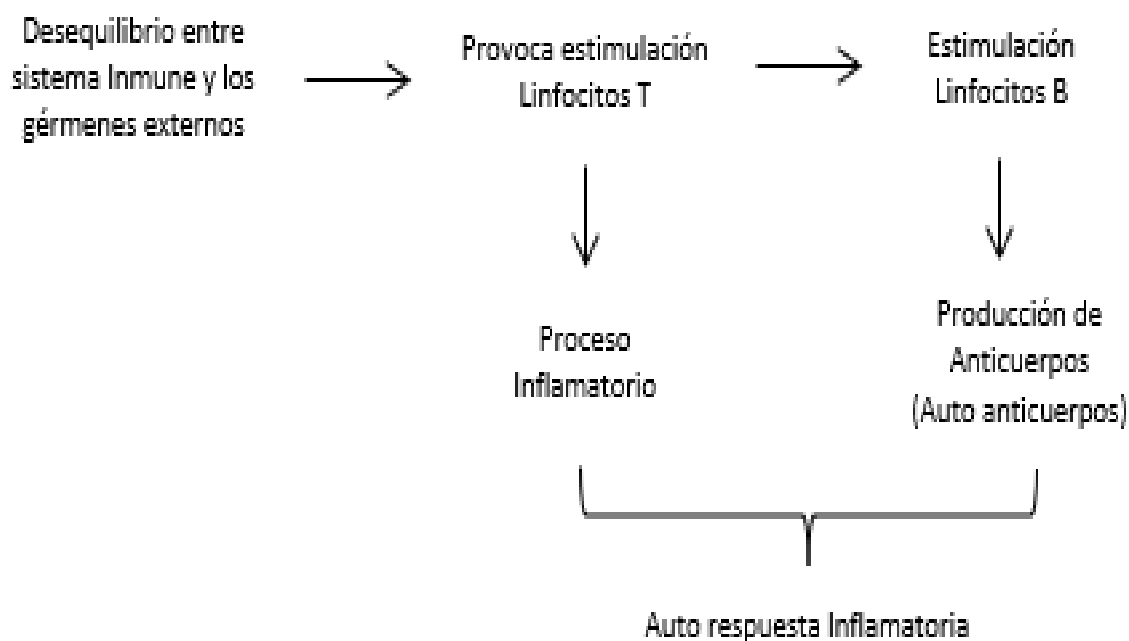 Desequilibrio entre
sistema Inmune y los
gérmenes externos
Provoca estimulación
Linfocitos T
Estimulación
Linfocitos B
Proceso
Inflamatorio
Producción de
Anticuerpos
(Auto anticuerpos)
Auto respuesta Inflamatoria